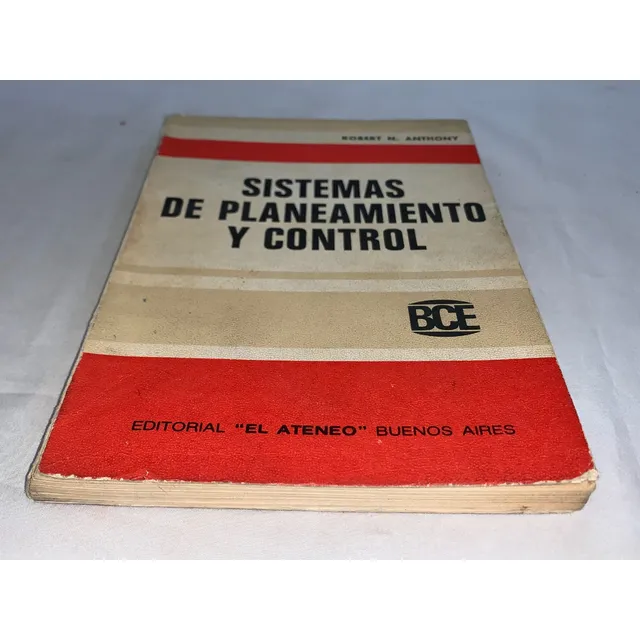 ROBERT N. ANTHONY
SISTEMAS
DE PLANEAMIENTO
Y CONTROL
BCE
EDITORIAL "EL ATENEO" BUENOS AIRES